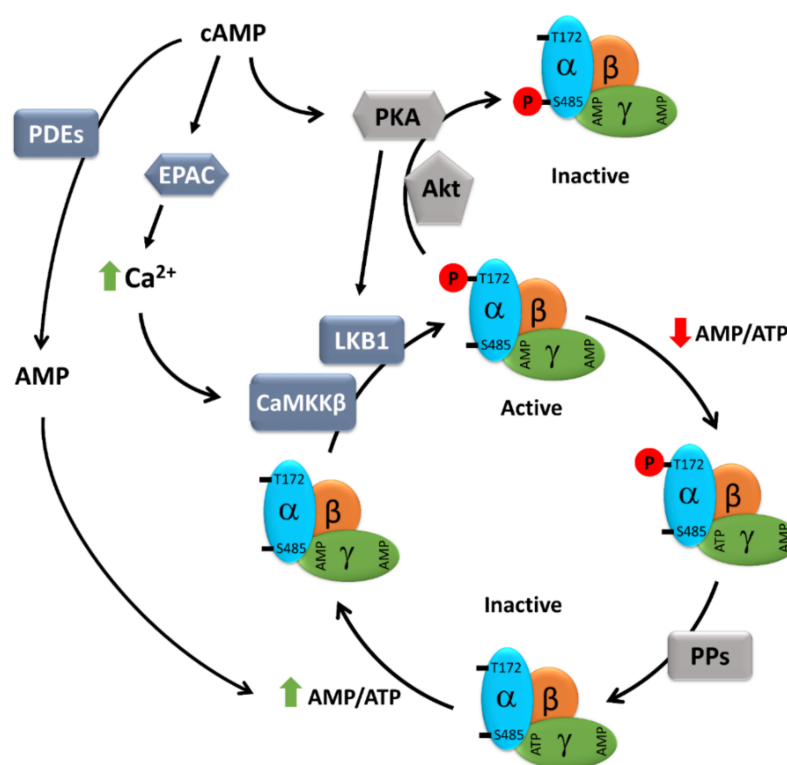 cAMP
PDEs
EPAC
Ca²⁺
AMP
PKA
Akt
LKB1
CaMKKβ
T172
α
β
P
S485
AMP
γ
AMP
Inactive
P
T172
α
β
S485
AMP
γ
AMP
Active
AMP/ATP
P
T172
α
β
S485
ATP
γ
AMP
PPs
T172
α
β
S485
AMP
γ
AMP
Inactive
T172
α
β
S485
ATP
γ
AMP
AMP/ATP